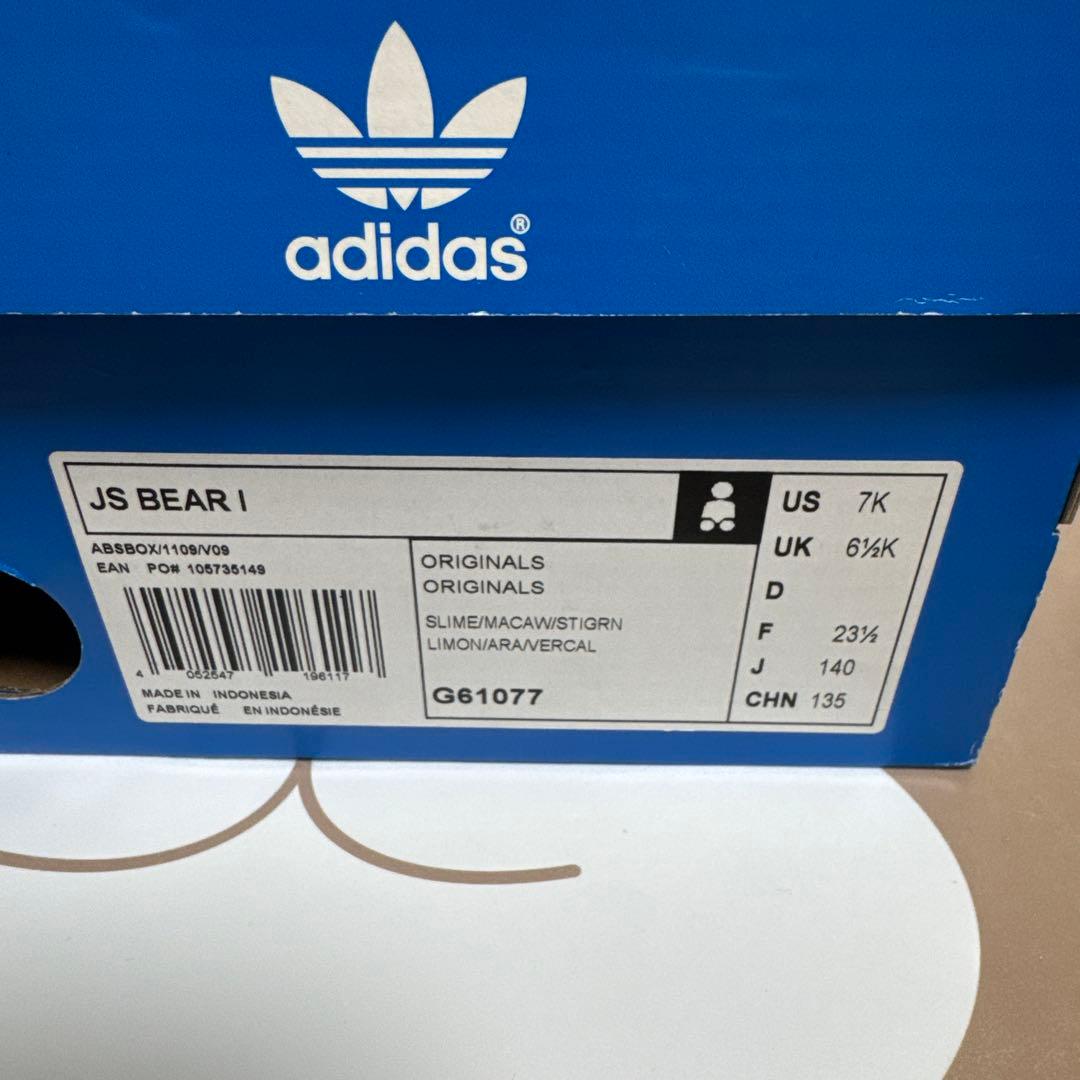 adidas®
JS BEAR I
ABSBOX/1109/V09
EAN PO# 105735149
4 052547 196117
MADE IN INDONESIA
FABRIQUÉ EN INDONÉSIE
ORIGINALS
ORIGINALS
SLIME/MACAW/STIGRN
LIMON/ARA/VERCAL
G61077
US 7K
UK 6½K
D
F 23½
J 140
CHN 135